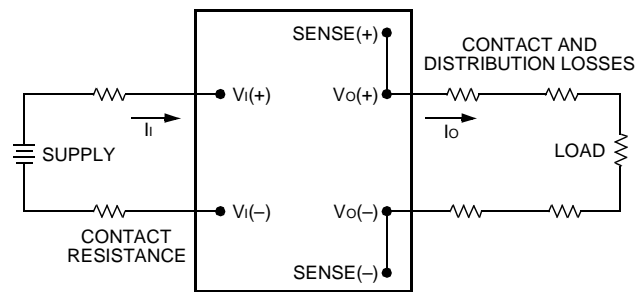 SENSE(+)
CONTACT AND
DISTRIBUTION LOSSES
VI(+)
VO(+)
II
IO
SUPPLY
LOAD
VI(–)
VO(–)
CONTACT
RESISTANCE
SENSE(–)